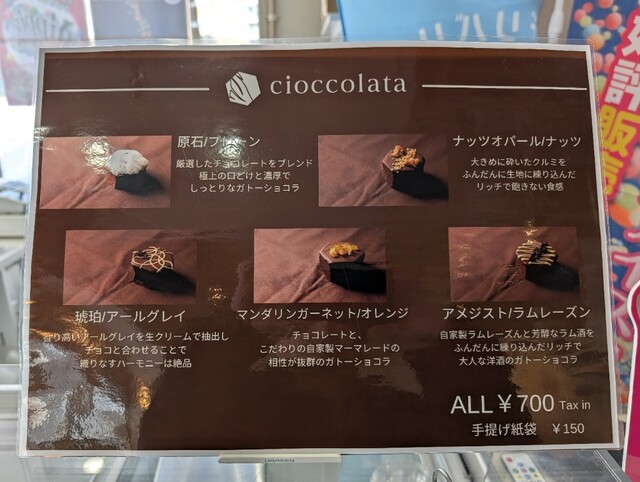 cioccolata
原石/プレーン
厳選したチョコレートをブレンド
極上の口どけと濃厚で
しっとりなガトーショコラ
ナッツオパール/ナッツ
大きめに砕いたクルミを
ふんだんに生地に練り込んだ
リッチで飽きない食感
琥珀/アールグレイ
香り高いアールグレイを生クリームで抽出し
チョコと合わせることで
織りなすハーモニーは絶品
マンダリンガーネット/オレンジ
チョコレートと、
こだわりの自家製マーマレードの
相性が抜群のガトーショコラ
アメジスト/ラムレーズン
自家製ラムレーズンと芳醇なラム酒を
ふんだんに練り込んだリッチで
大人な洋酒のガトーショコラ
ALL￥700 Tax in
手提げ紙袋 ￥150
好評販売